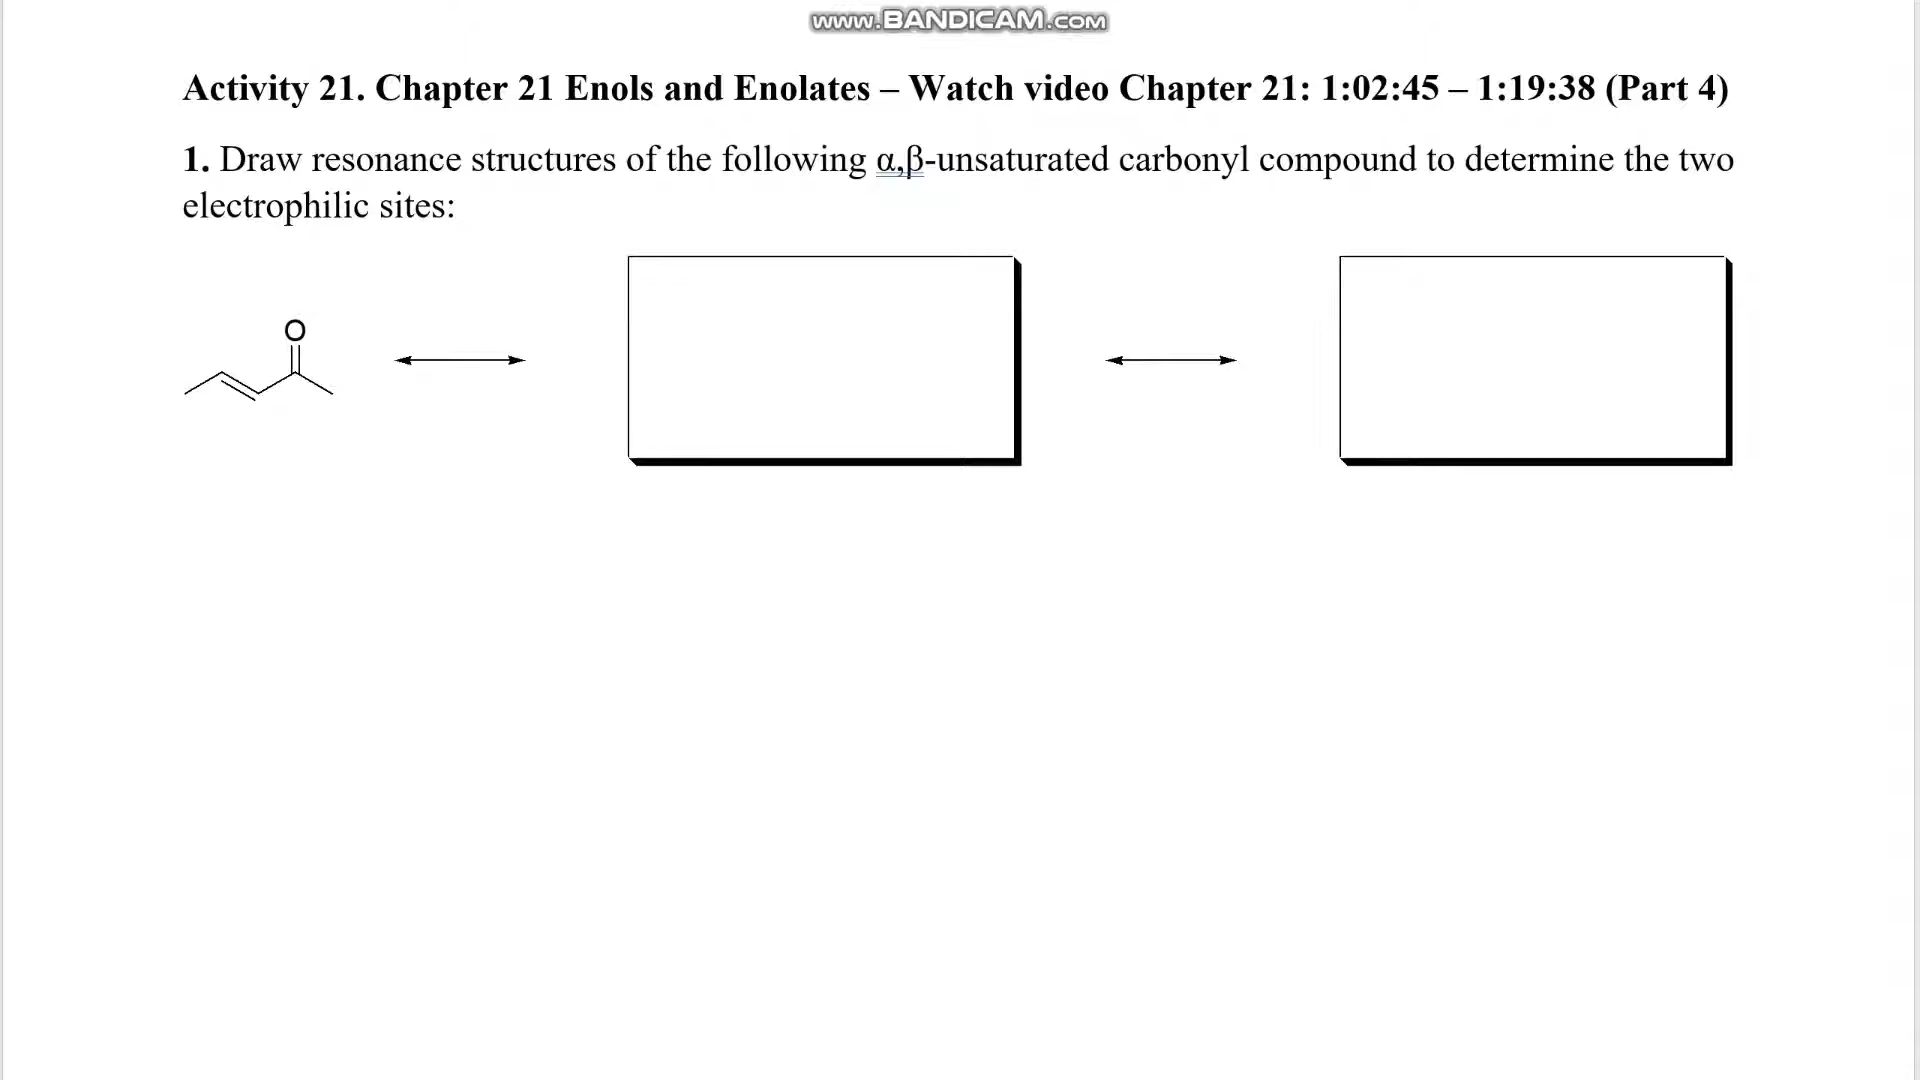 www.BANDICAM.com
Activity 21. Chapter 21 Enols and Enolates – Watch video Chapter 21: 1:02:45 – 1:19:38 (Part 4)
1. Draw resonance structures of the following α,β-unsaturated carbonyl compound to determine the two
electrophilic sites:
O